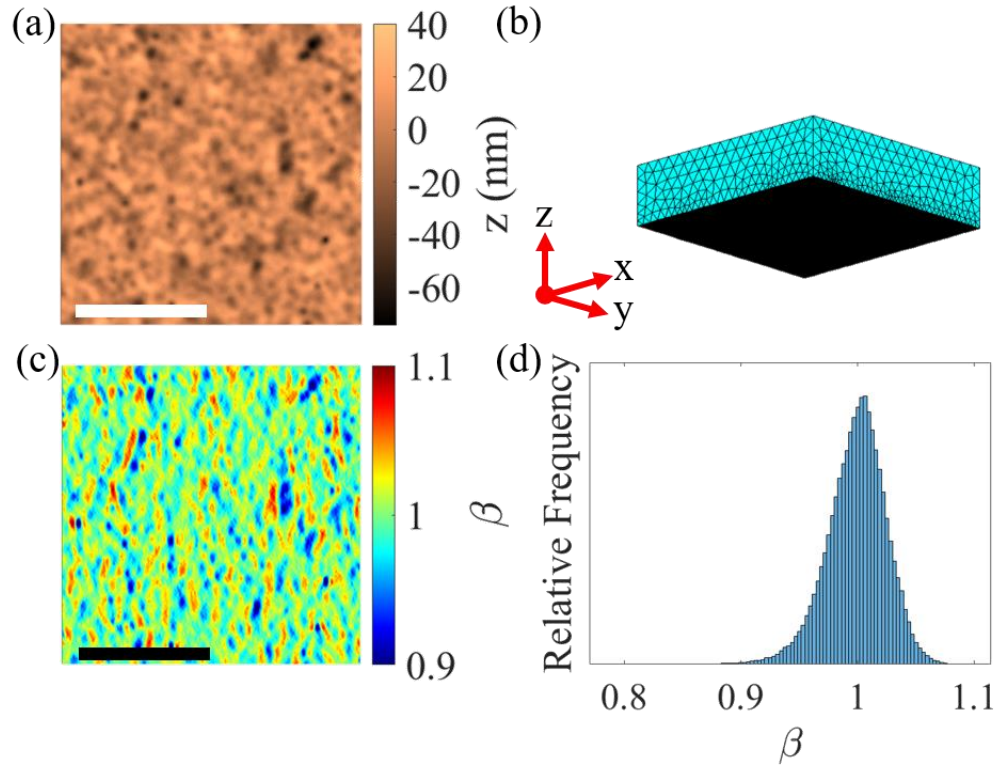 (a)
40
20
0
-20
-40
-60
z (nm)
(b)
z
x
y
(c)
1.1
1
0.9
β
(d)
Relative Frequency
0.8
0.9
1
1.1
β